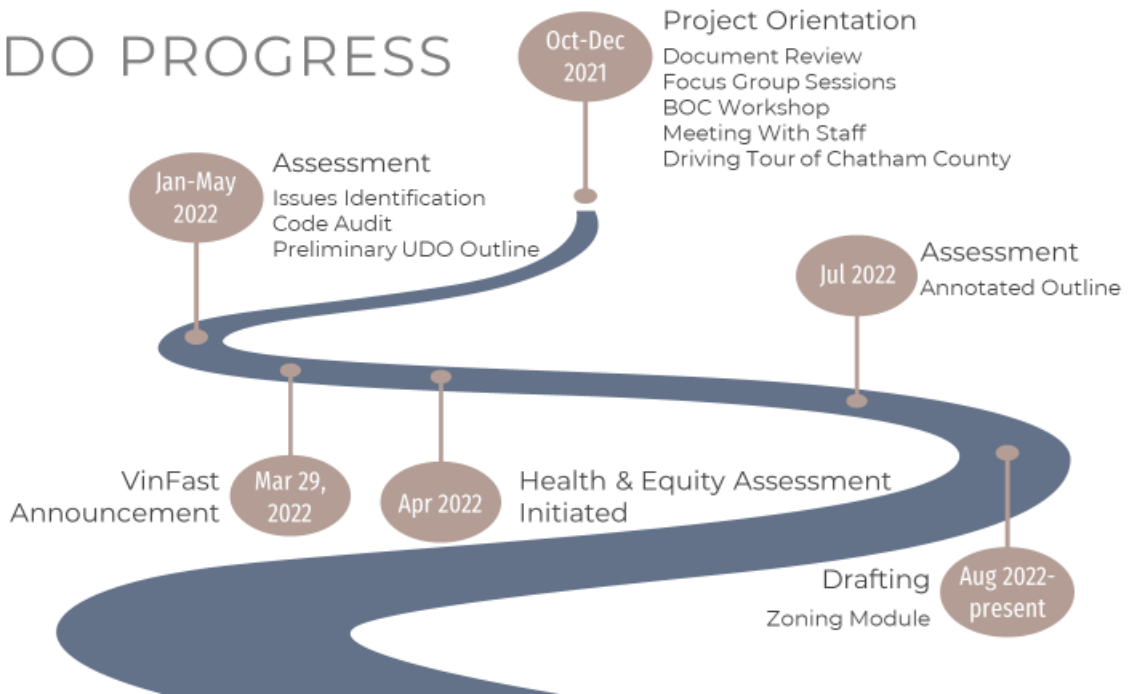 DO PROGRESS
Oct-Dec
2021
Project Orientation
Document Review
Focus Group Sessions
BOC Workshop
Meeting With Staff
Driving Tour of Chatham County
Jan-May
2022
Assessment
Issues Identification
Code Audit
Preliminary UDO Outline
Jul 2022
Assessment
Annotated Outline
VinFast
Announcement
Mar 29,
2022
Apr 2022
Health & Equity Assessment
Initiated
Drafting
Zoning Module
Aug 2022-
present